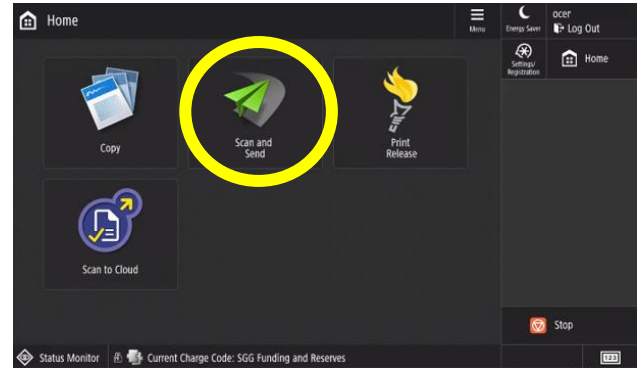 Home
Menu
Energy Saver
ocer
Log Out
Settings/
Registration
Home
Copy
Scan and
Send
Print
Release
Scan to Cloud
Stop
Status Monitor
Current Charge Code: SGG Funding and Reserves
123